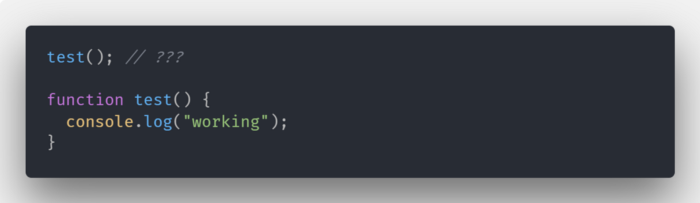 test(); // ???
function test() {
console.log("working");
}